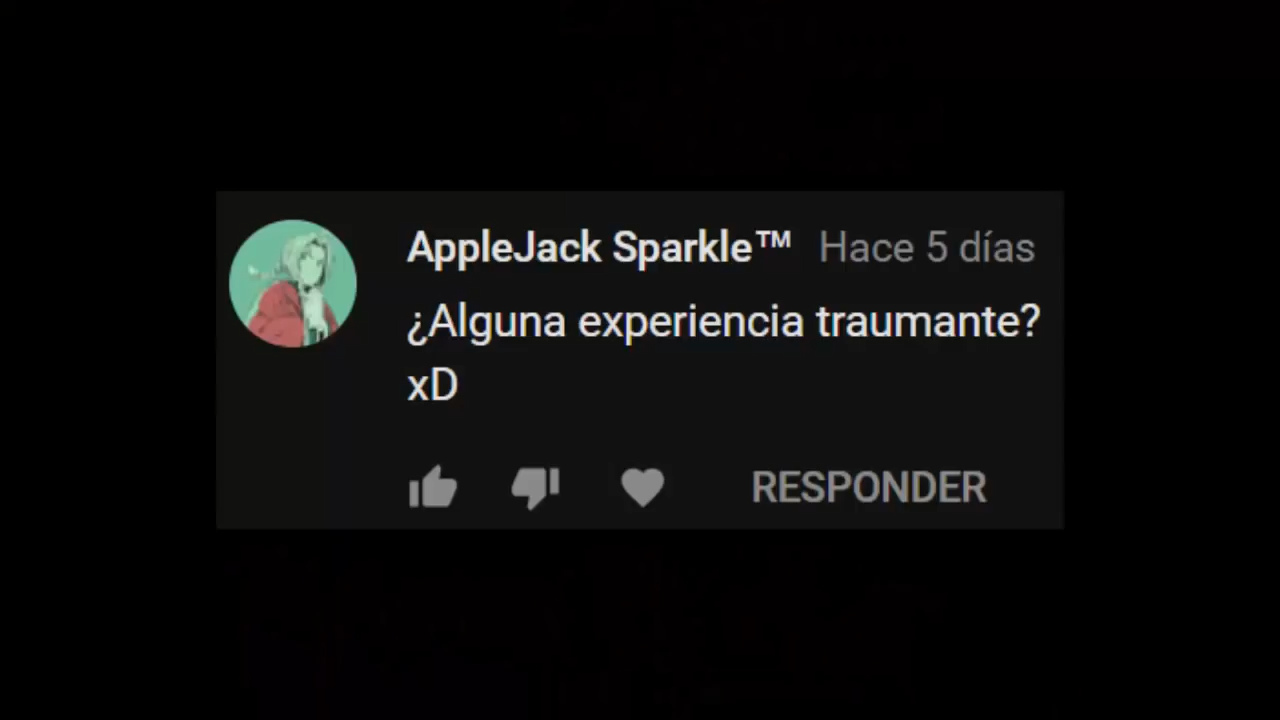 AppleJack Sparkle™ Hace 5 días
¿Alguna experiencia traumante?
xD
RESPONDER